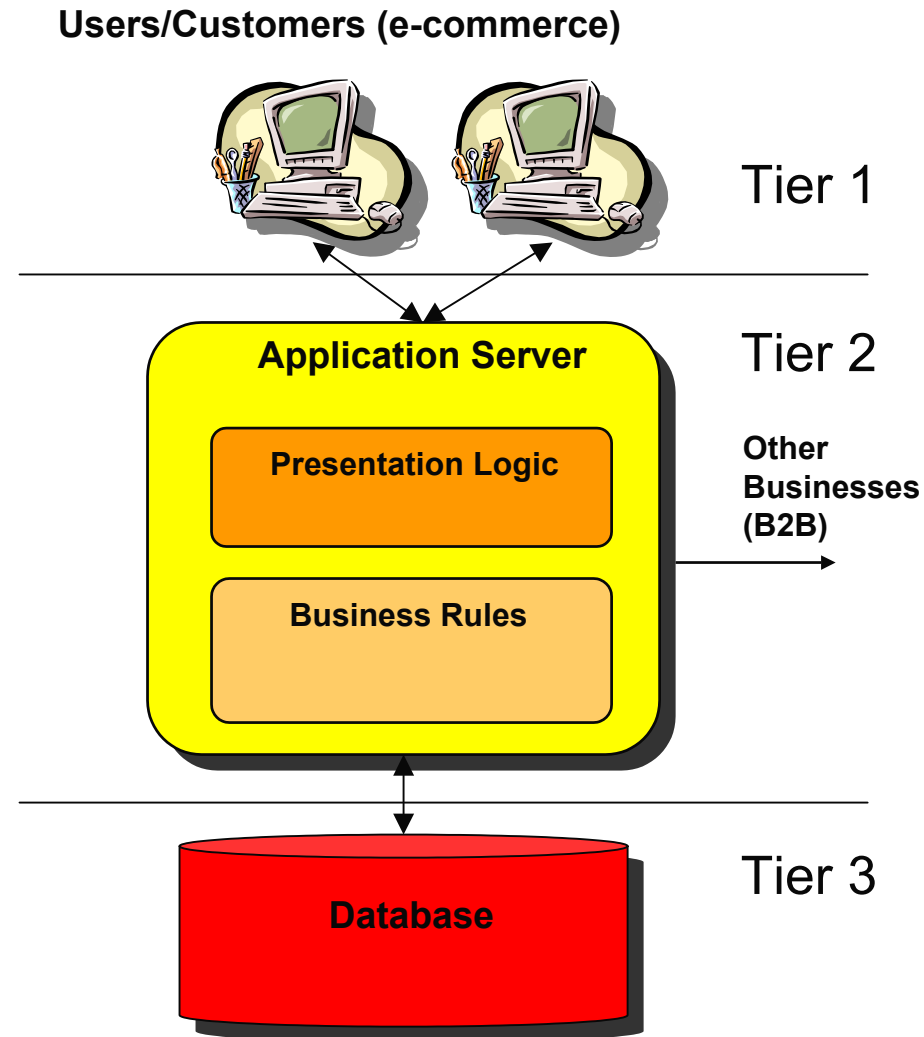 Users/Customers (e-commerce)
Tier 1
Application Server
Tier 2
Presentation Logic
Other
Businesses
(B2B)
Business Rules
Tier 3
Database